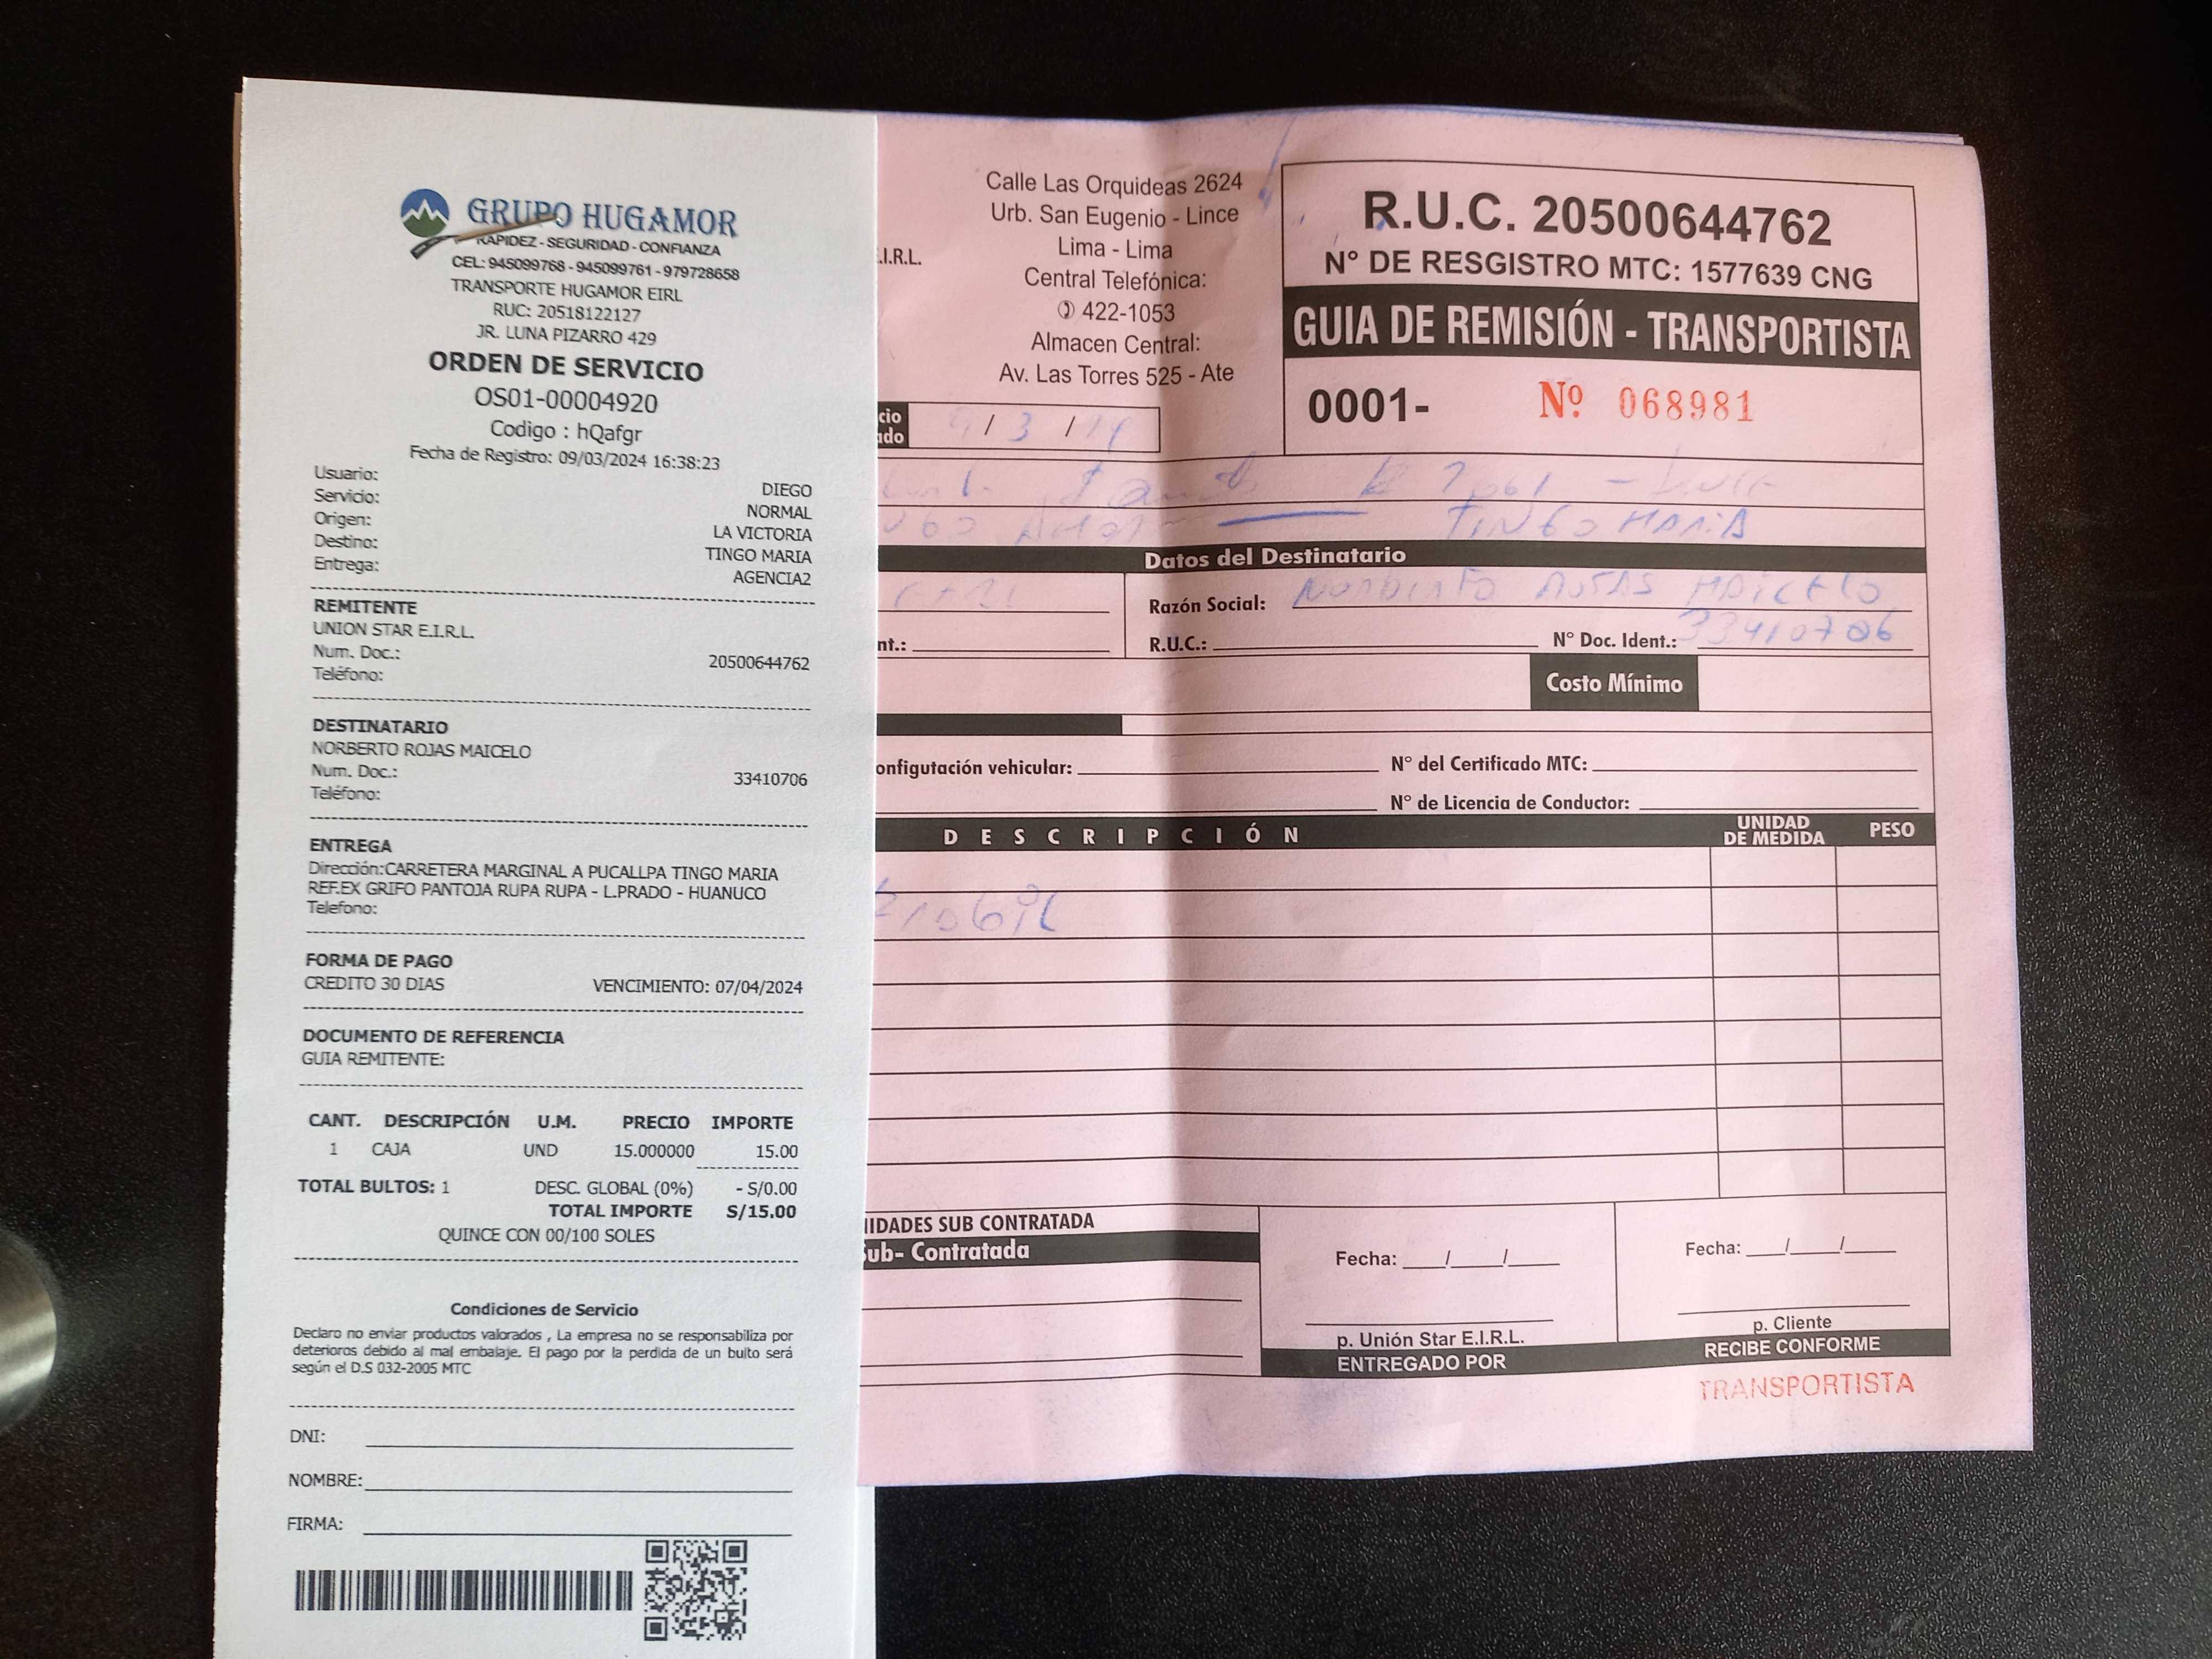 GRUPO HUGAMOR
RAPIDEZ - SEGURIDAD - CONFIANZA
CEL: 945099768 - 945099761 - 979728658
TRANSPORTE HUGAMOR EIRL
RUC: 20518122127
JR. LUNA PIZARRO 429
ORDEN DE SERVICIO
OS01-00004920
Codigo : hQafgr
Fecha de Registro: 09/03/2024 16:38:23
Usuario: DIEGO
Servicio: NORMAL
Origen: LA VICTORIA
Destino: TINGO MARIA
Entrega: AGENCIA2
REMITENTE
UNION STAR E.I.R.L.
Num. Doc.: 20500644762
Teléfono:
DESTINATARIO
NORBERTO ROJAS MAICELO
Num. Doc.: 33410706
Teléfono:
ENTREGA
Dirección:CARRETERA MARGINAL A PUCALLPA TINGO MARIA
REF.EX GRIFO PANTOJA RUPA RUPA - L.PRADO - HUANUCO
Telefono:
FORMA DE PAGO
CREDITO 30 DIAS VENCIMIENTO: 07/04/2024
DOCUMENTO DE REFERENCIA
GUIA REMITENTE:
CANT. DESCRIPCIÓN U.M. PRECIO IMPORTE
1 CAJA UND 15.000000 15.00
TOTAL BULTOS: 1 DESC. GLOBAL (0%) - S/0.00
TOTAL IMPORTE S/15.00
QUINCE CON 00/100 SOLES
Condiciones de Servicio
Declaro no enviar productos valorados , La empresa no se responsabiliza por
deterioros debido al mal embalaje. El pago por la perdida de un bulto será
según el D.S 032-2005 MTC
DNI:
NOMBRE:
FIRMA:
.I.R.L.
Calle Las Orquideas 2624
Urb. San Eugenio - Lince
Lima - Lima
Central Telefónica:
422-1053
Almacen Central:
Av. Las Torres 525 - Ate
R.U.C. 20500644762
N° DE RESGISTRO MTC: 1577639 CNG
GUIA DE REMISIÓN - TRANSPORTISTA
0001- Nº 068981
cio
ado
/ 3 /
TINGO MARIA
Datos del Destinatario
Razón Social: NORBERTO ROJAS MAICELO
nt.: R.U.C.: N° Doc. Ident.: 33410706
Costo Mínimo
onfigutación vehicular: N° del Certificado MTC:
N° de Licencia de Conductor:
DESCRIPCIÓN UNIDAD DE MEDIDA PESO
IDADES SUB CONTRATADA
Sub- Contratada
Fecha: / / Fecha: / /
p. Unión Star E.I.R.L. p. Cliente
ENTREGADO POR RECIBE CONFORME
TRANSPORTISTA